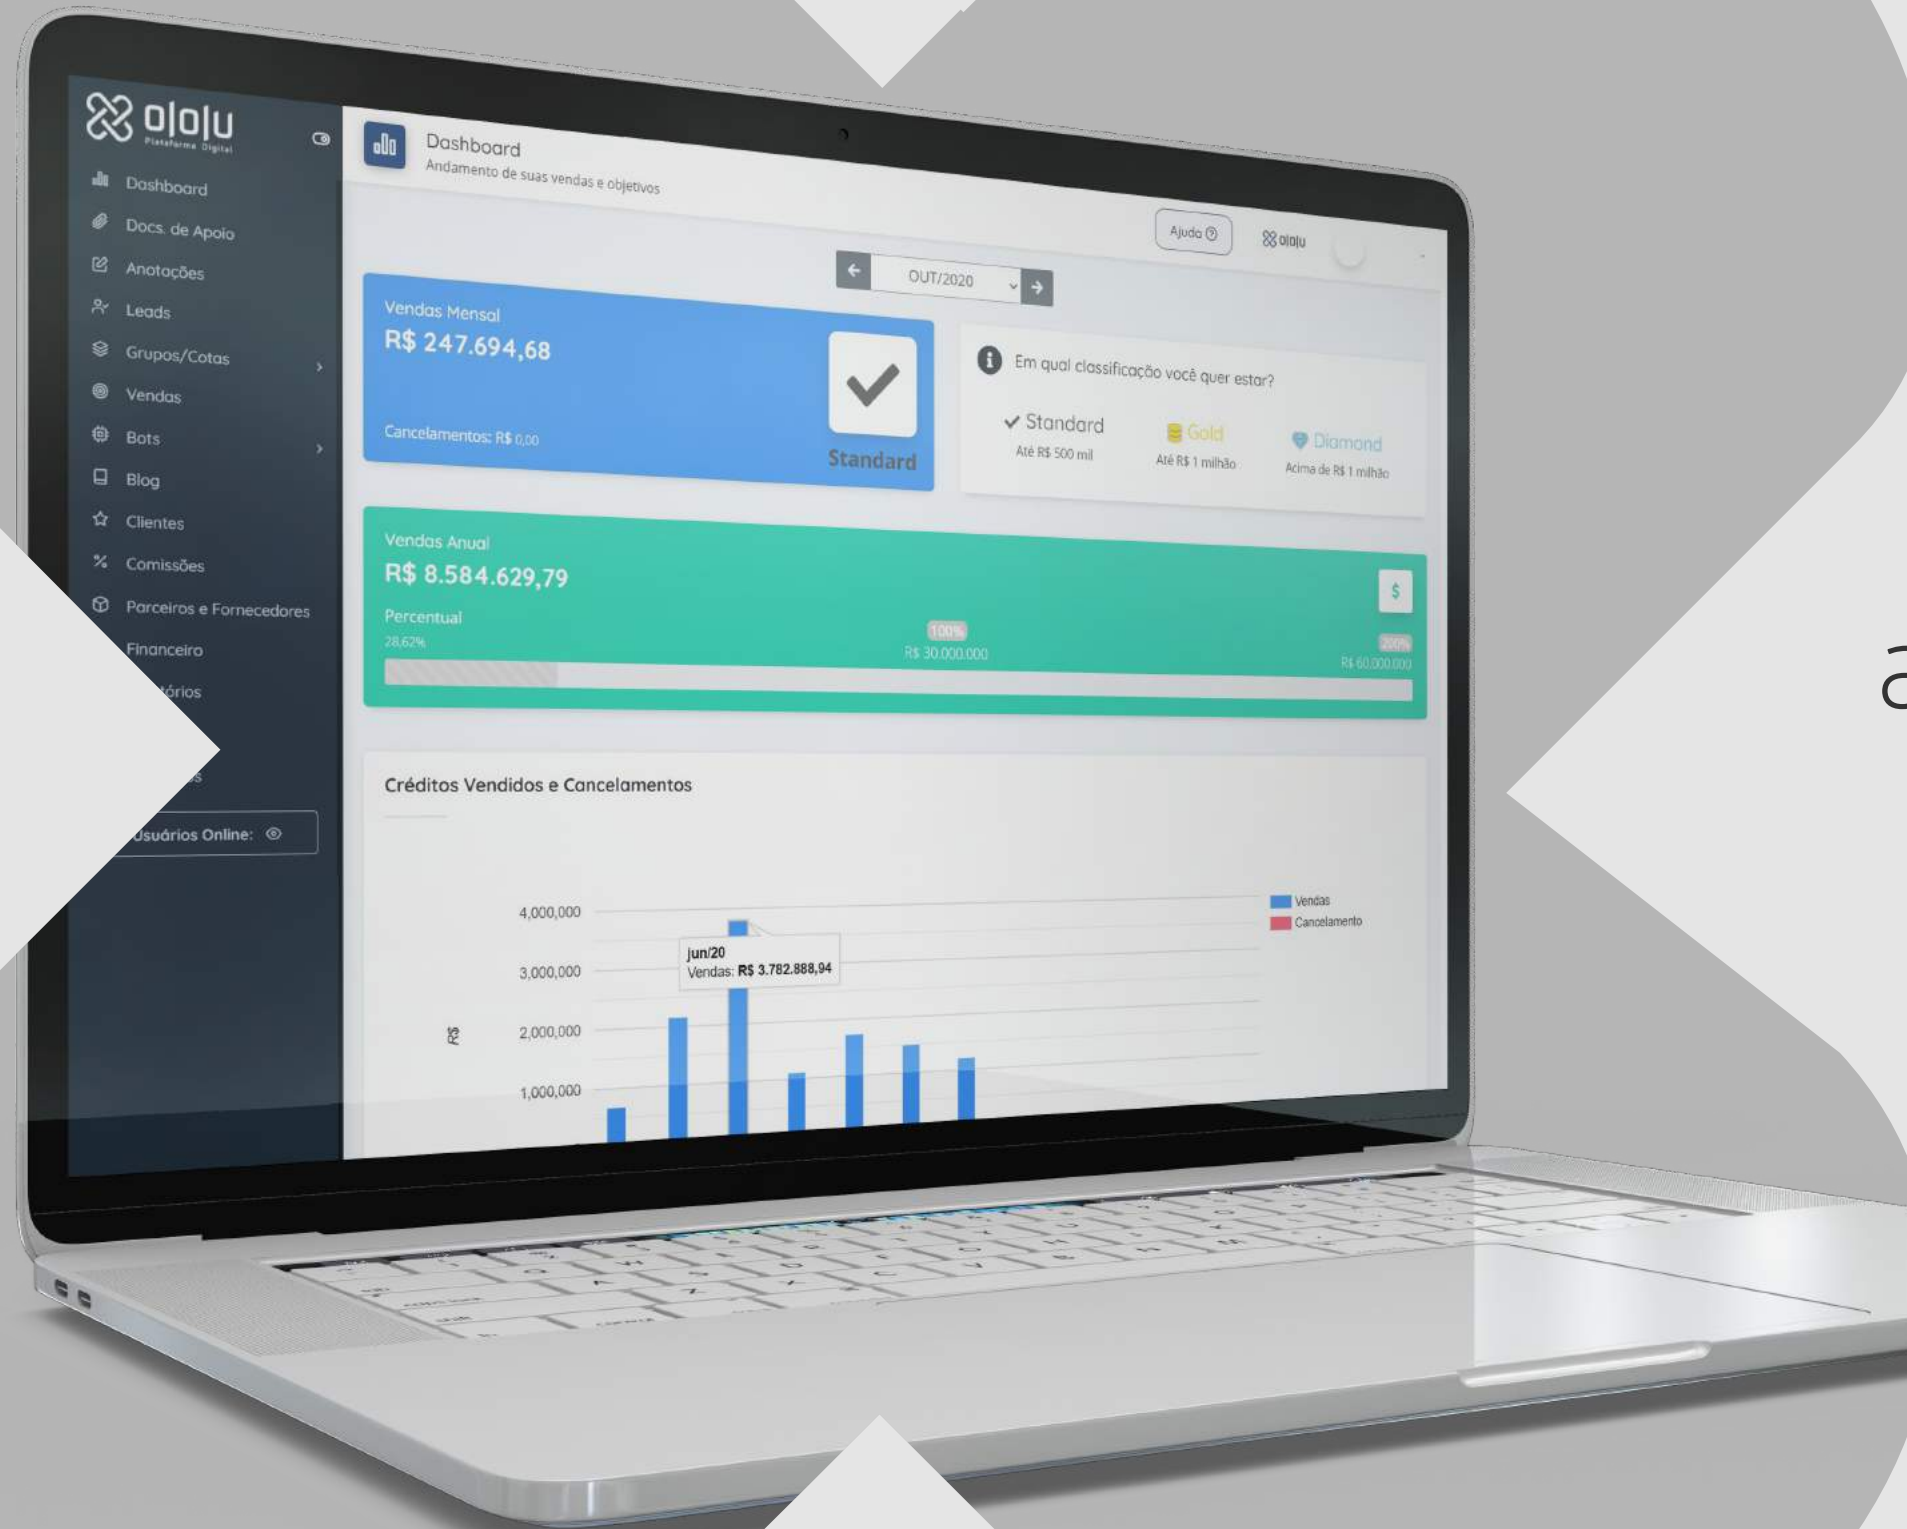 ololu
Plataforma Digital
Dashboard
Docs. de Apoio
Anotações
Leads
Grupos/Cotas
Vendas
Bots
Blog
Clientes
Comissões
Parceiros e Fornecedores
Financeiro
tórios
s
Usuários Online:
Dashboard
Andamento de suas vendas e objetivos
Ajuda
ololu
OUT/2020
Vendas Mensal
R$ 247.694,68
Cancelamentos: R$ 0,00
Standard
Em qual classificação você quer estar?
Standard
Até R$ 500 mil
Gold
Até R$ 1 milhão
Diamond
Acima de R$ 1 milhão
Vendas Anual
R$ 8.584.629,79
$
Percentual
28,62%
100%
R$ 30.000.000
200%
R$ 60.000.000
Créditos Vendidos e Cancelamentos
4,000,000
3,000,000
2,000,000
1,000,000
R$
jun/20
Vendas: R$ 3.782.888,94
Vendas
Cancelamento
a